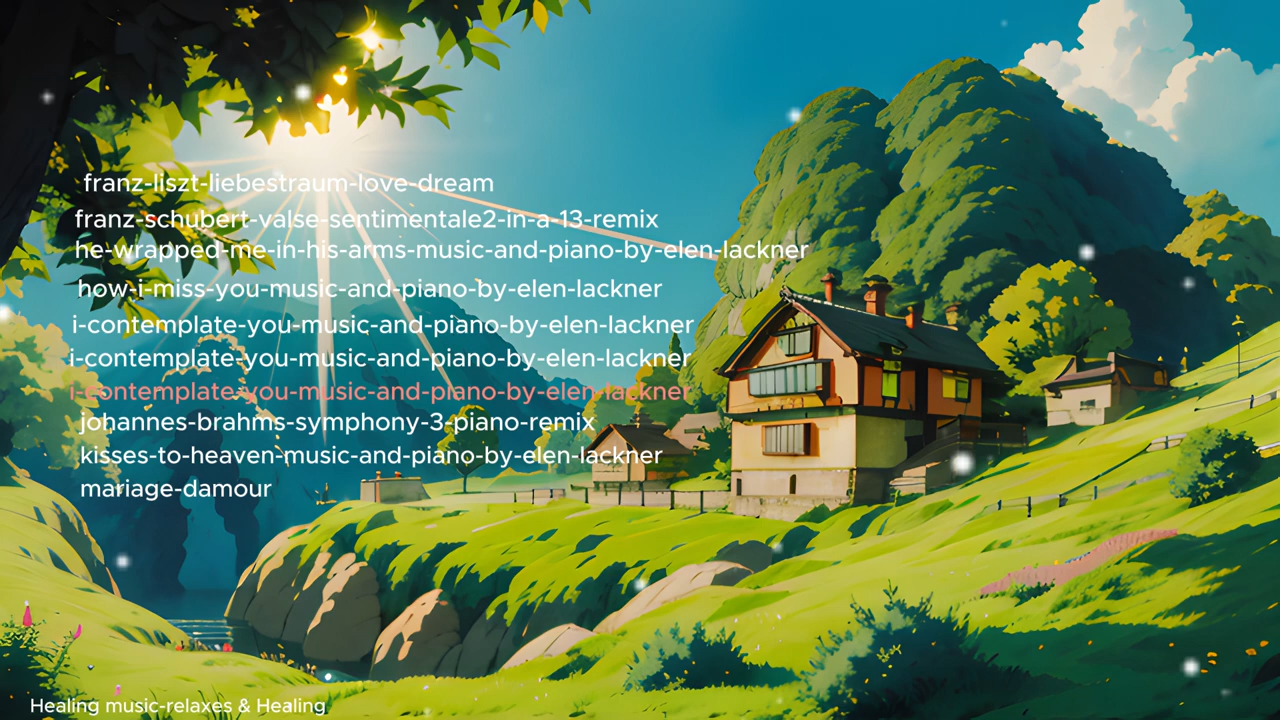 franz-liszt-liebestraum-love-dream
franz-schubert-valse-sentimentale2-in-a-13-remix
he-wrapped-me-in-his-arms-music-and-piano-by-elen-lackner
how-i-miss-you-music-and-piano-by-elen-lackner
i-contemplate-you-music-and-piano-by-elen-lackner
i-contemplate-you-music-and-piano-by-elen-lackner
i-contemplate-you-music-and-piano-by-elen-lackner
johannes-brahms-symphony-3-piano-remix
kisses-to-heaven-music-and-piano-by-elen-lackner
mariage-damour
Healing music-relaxes & Healing